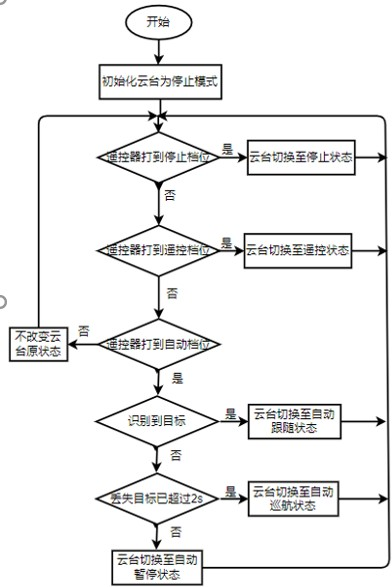 开始
初始化云台为停止模式
遥控器打到停止档位
是
云台切换至停止状态
否
遥控器打到遥控档位
是
云台切换至遥控状态
否
不改变云
台原状态
否
遥控器打到自动档位
是
识别到目标
是
云台切换至自动
跟随状态
否
丢失目标已超过2s
是
云台切换至自动
巡航状态
否
云台切换至自动
暂停状态